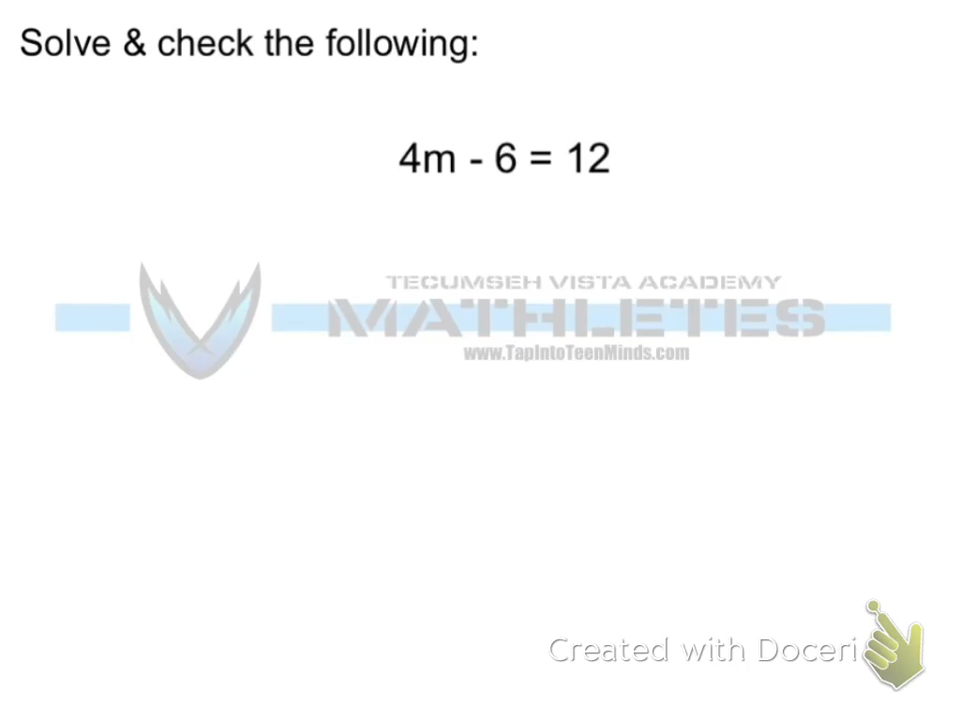 Solve & check the following:
4m - 6 = 12
TECUMSEH VISTA ACADEMY
MATHLETES
www.TapIntoTeenMinds.com
Created with Doceri